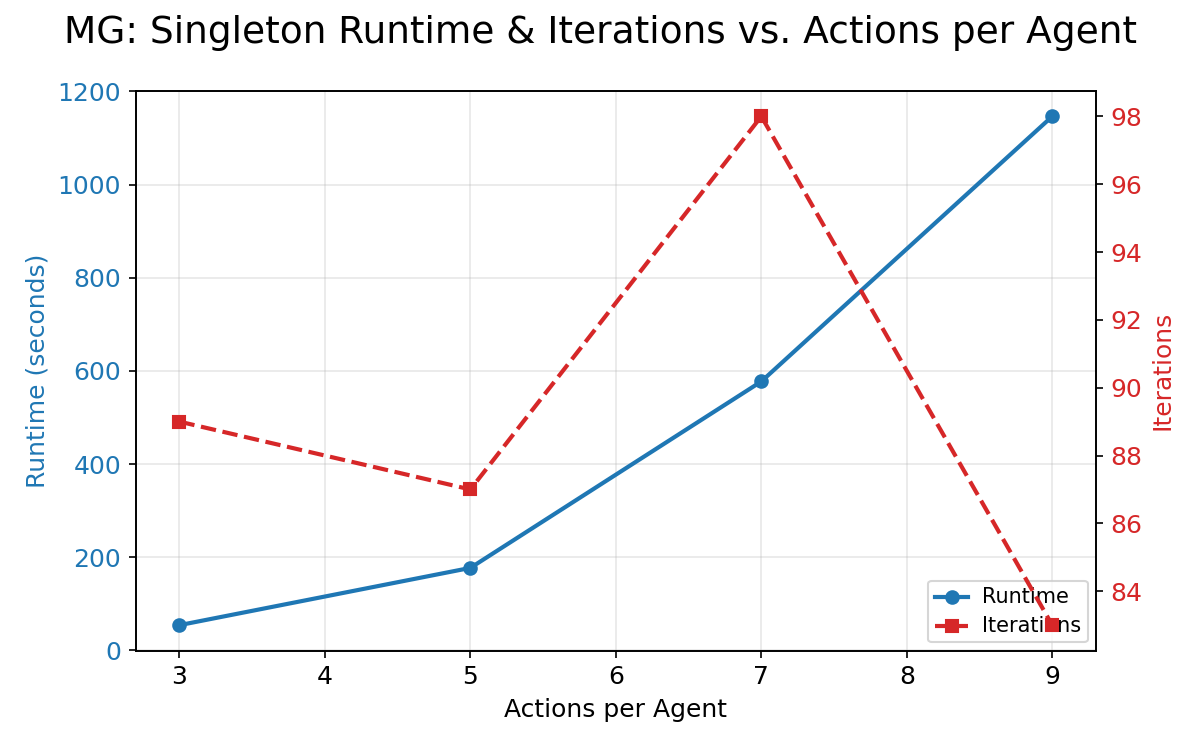 MG: Singleton Runtime & Iterations vs. Actions per Agent
1200
1000
800
600
400
200
0
Runtime (seconds)
98
96
94
92
90
88
86
84
Iterations
Runtime
Iterations
3 4 5 6 7 8 9
Actions per Agent